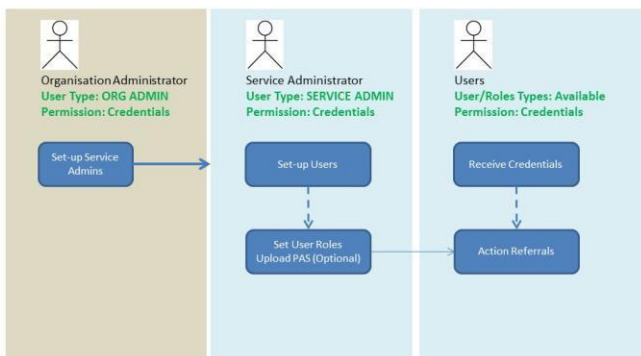 Organisation Administrator
User Type: ORG ADMIN
Permission: Credentials
Set-up Service
Admins
Service Administrator
User Type: SERVICE ADMIN
Permission: Credentials
Set-up Users
Set User Roles
Upload PAS (Optional)
Users
User/Roles Types: Available
Permission: Credentials
Receive Credentials
Action Referrals